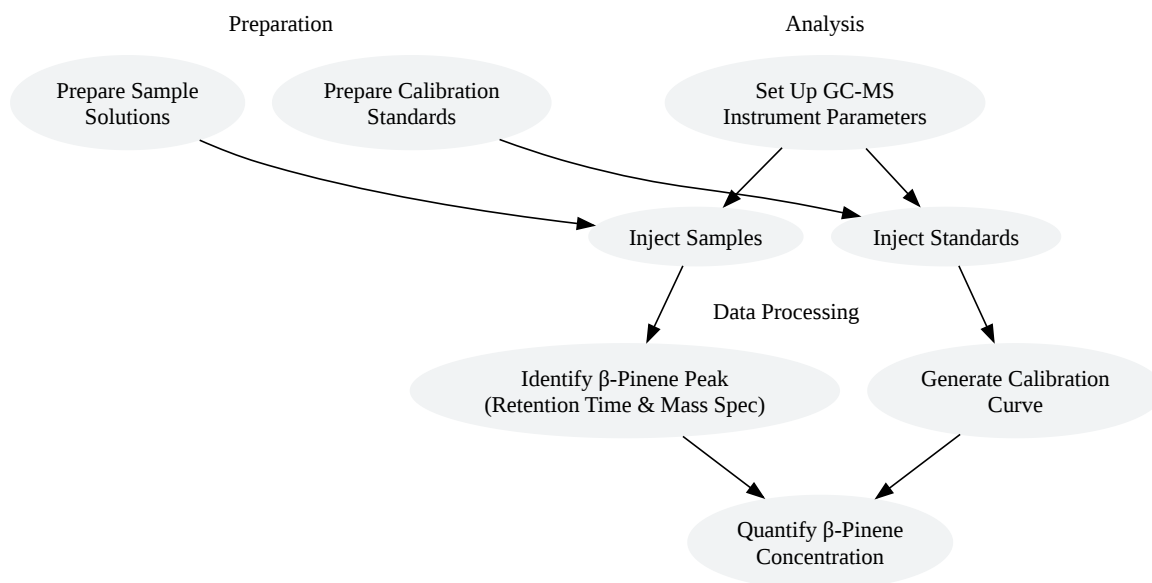 Preparation
Analysis
Prepare Sample
Solutions
Prepare Calibration
Standards
Set Up GC-MS
Instrument Parameters
Inject Samples
Inject Standards
Data Processing
Identify β-Pinene Peak
(Retention Time & Mass Spec)
Generate Calibration
Curve
Quantify β-Pinene
Concentration